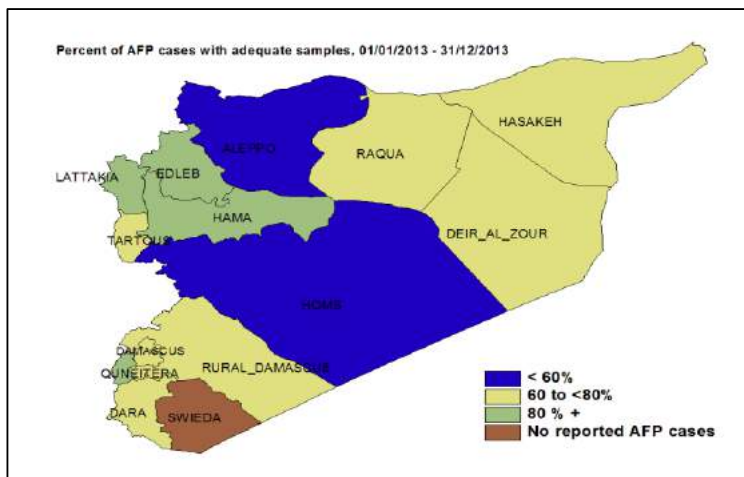 Percent of AFP cases with adequate samples, 01/01/2013 - 31/12/2013
HASAKEH
ALEPPO
RAQUA
EDLEB
LATTAKIA
HAMA
DEIR_AL_ZOUR
TARTOUS
HOMS
DAMASCUS
RURAL_DAMASCUS
QUNEITERA
DARA
SWIEDA
< 60%
60 to <80%
80 % +
No reported AFP cases